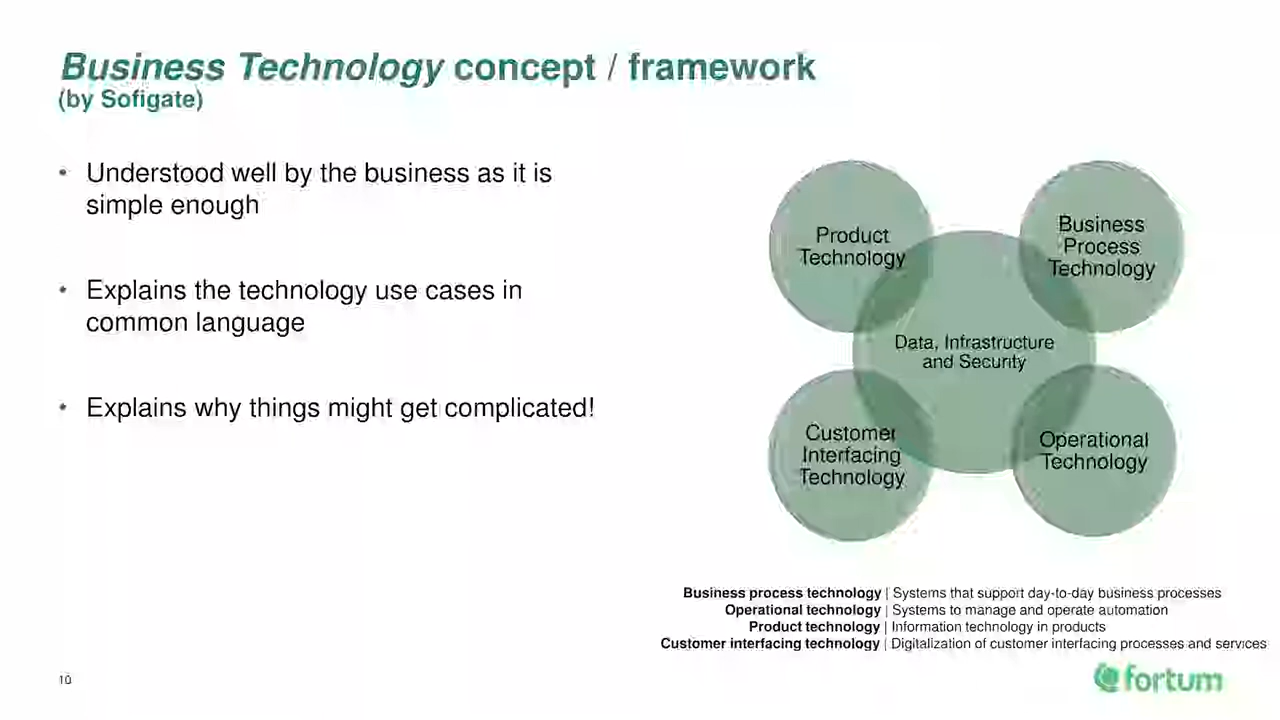 Business Technology concept / framework
(by Sofigate)
• Understood well by the business as it is
simple enough
• Explains the technology use cases in
common language
• Explains why things might get complicated!
Product
Technology
Business
Process
Technology
Data, Infrastructure
and Security
Customer
Interfacing
Technology
Operational
Technology
Business process technology | Systems that support day-to-day business processes
Operational technology | Systems to manage and operate automation
Product technology | Information technology in products
Customer interfacing technology | Digitalization of customer interfacing processes and services
10
fortum